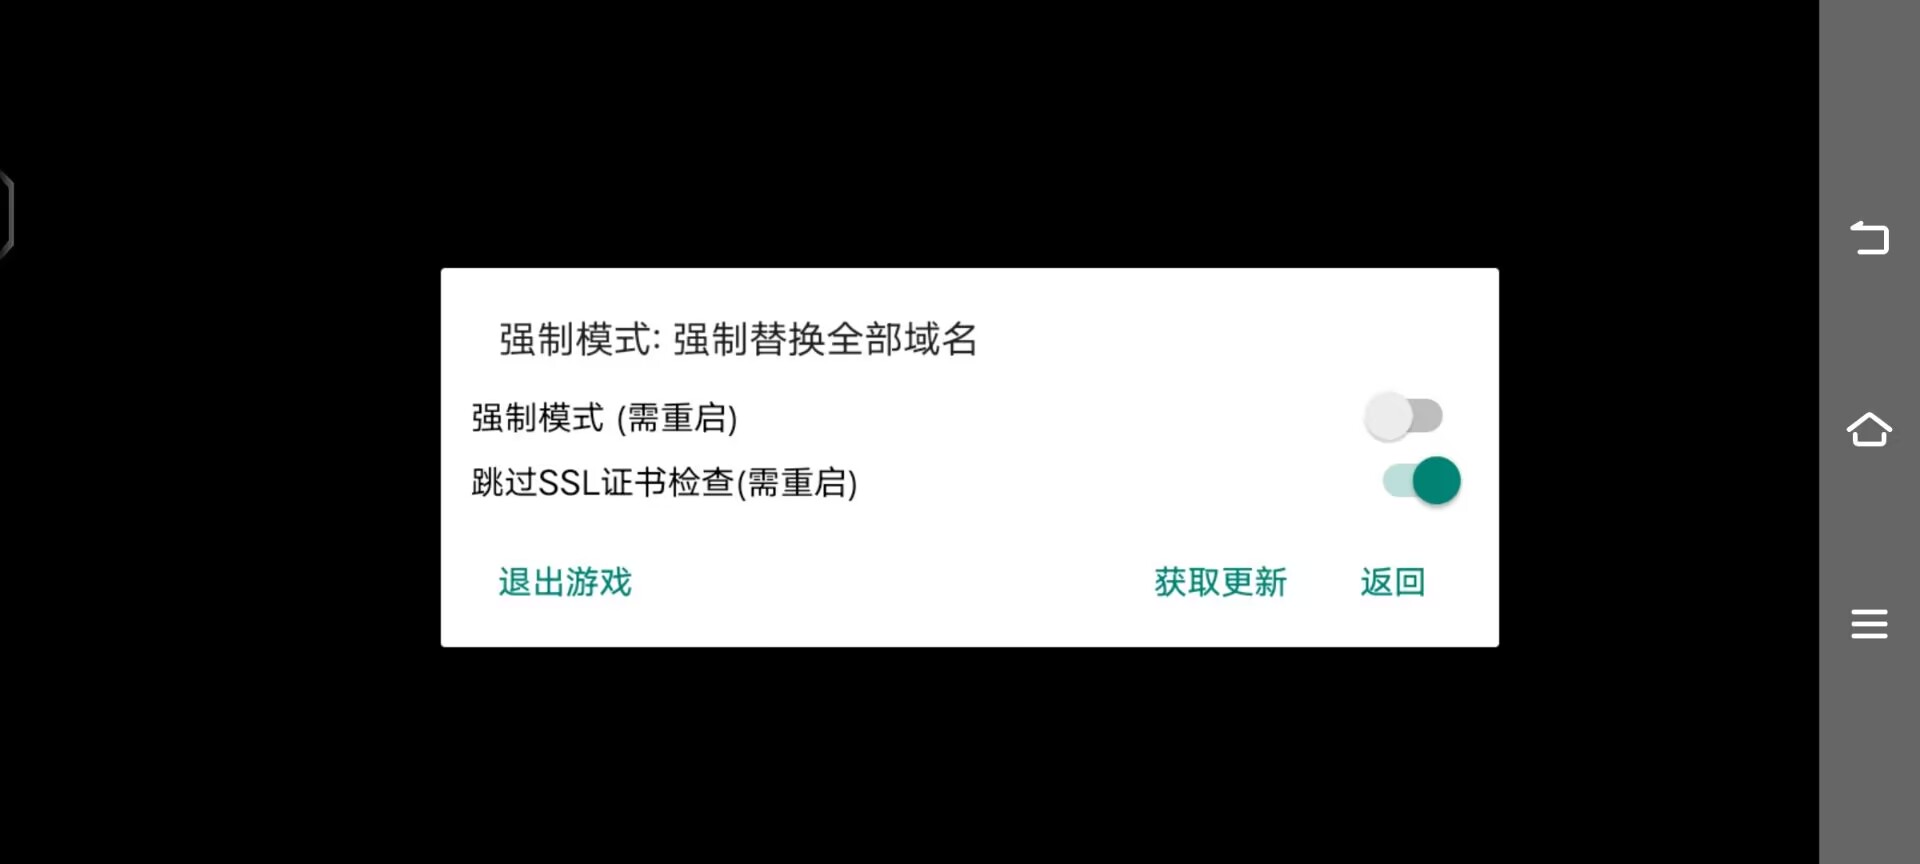 强制模式: 强制替换全部域名
强制模式 (需重启)
跳过SSL证书检查(需重启)
退出游戏
获取更新
返回